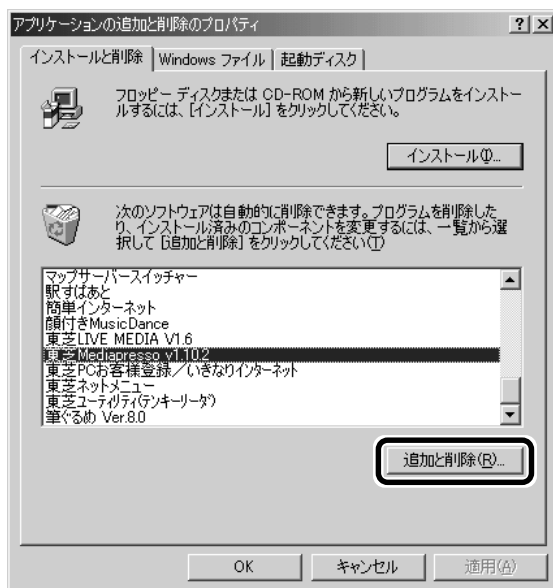 アプリケーションの追加と削除のプロパティ
インストールと削除
Windows ファイル
起動ディスク
フロッピー ディスクまたは CD-ROM から新しいプログラムをインストー
ルするには、[インストール] をクリックしてください。
インストール(I)...
次のソフトウェアは自動的に削除できます。プログラムを削除した
り、インストール済みのコンポーネントを変更するには、一覧から選
択して [追加と削除] をクリックしてください(T)
マップサーバースイッチャー
駅すぱあと
簡単インターネット
顔付きMusicDance
東芝LIVE MEDIA V1.6
東芝Mediapresso v1.10.2
東芝PCお客様登録/いきなりインターネット
東芝ネットメニュー
東芝ユーティリティ(テンキーリーダ)
筆ぐるめ Ver.8.0
追加と削除(R)...
OK
キャンセル
適用(A)